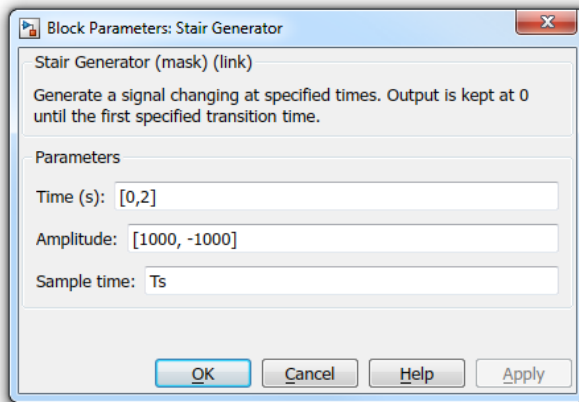 Block Parameters: Stair Generator
X
Stair Generator (mask) (link)
Generate a signal changing at specified times. Output is kept at 0
until the first specified transition time.
Parameters
Time (s): [0,2]
Amplitude: [1000, -1000]
Sample time: Ts
OK Cancel Help Apply